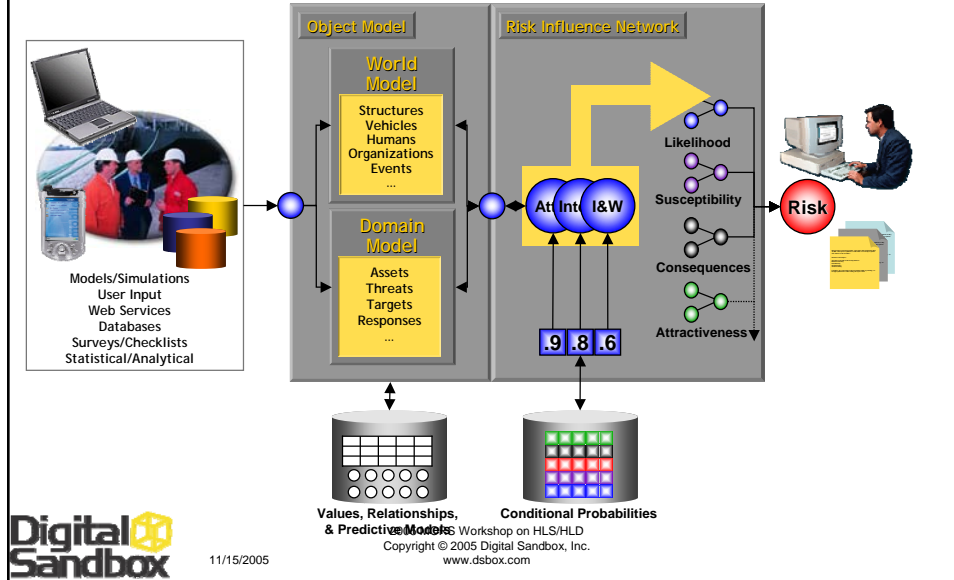 Object Model
Risk Influence Network
World
Model
Structures
Vehicles
Humans
Organizations
Events
...
Domain
Model
Assets
Threats
Targets
Responses
...
Models/Simulations
User Input
Web Services
Databases
Surveys/Checklists
Statistical/Analytical
Att
Inte
I&W
.9 .8 .6
Likelihood
Susceptibility
Consequences
Attractiveness
Risk
Values, Relationships,
& Predictive Models
Conditional Probabilities
Workshop on HLS/HLD
Copyright © 2005 Digital Sandbox, Inc.
www.dsbox.com
11/15/2005
Digital
Sandbox